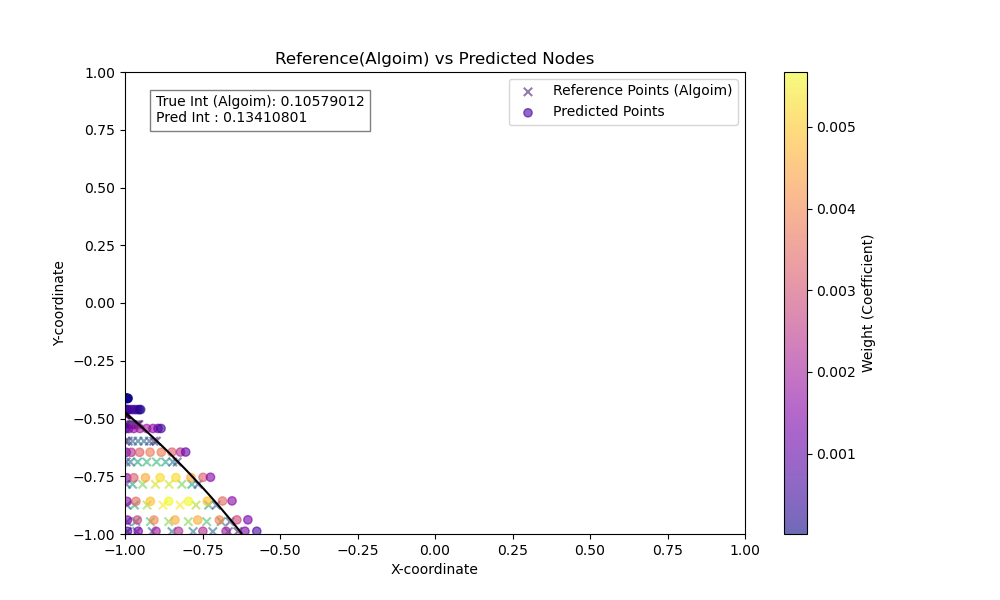 Reference(Algoim) vs Predicted Nodes
True Int (Algoim): 0.10579012
Pred Int : 0.13410801
Reference Points (Algoim)
Predicted Points
1.00
0.75
0.50
0.25
0.00
−0.25
−0.50
−0.75
−1.00
Y-coordinate
−1.00
−0.75
−0.50
−0.25
0.00
0.25
0.50
0.75
1.00
X-coordinate
0.005
0.004
0.003
0.002
0.001
Weight (Coefficient)